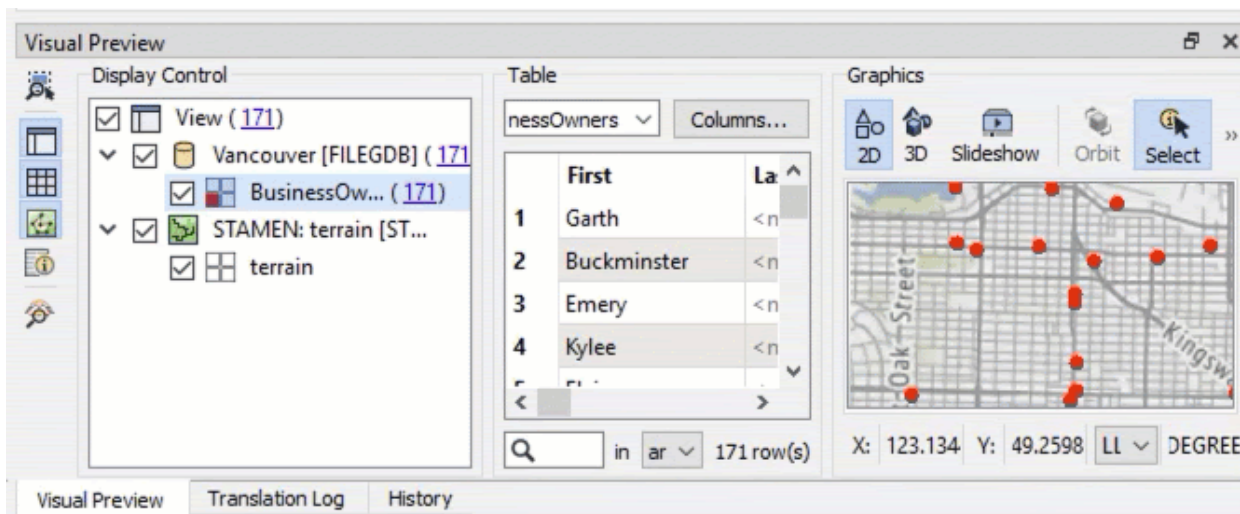 Visual Preview
Display Control
View (171)
Vancouver [FILEGDB] (171
BusinessOw... (171)
STAMEN: terrain [ST...
terrain
Table
nessOwners
Columns...
First
1 Garth <n
2 Buckminster <n
3 Emery <n
4 Kylee <n
in ar 171 row(s)
Graphics
2D 3D Slideshow Orbit Select »
Oak Street
Kingsw
X: 123.134 Y: 49.2598 LL DEGREE
Visual Preview Translation Log History